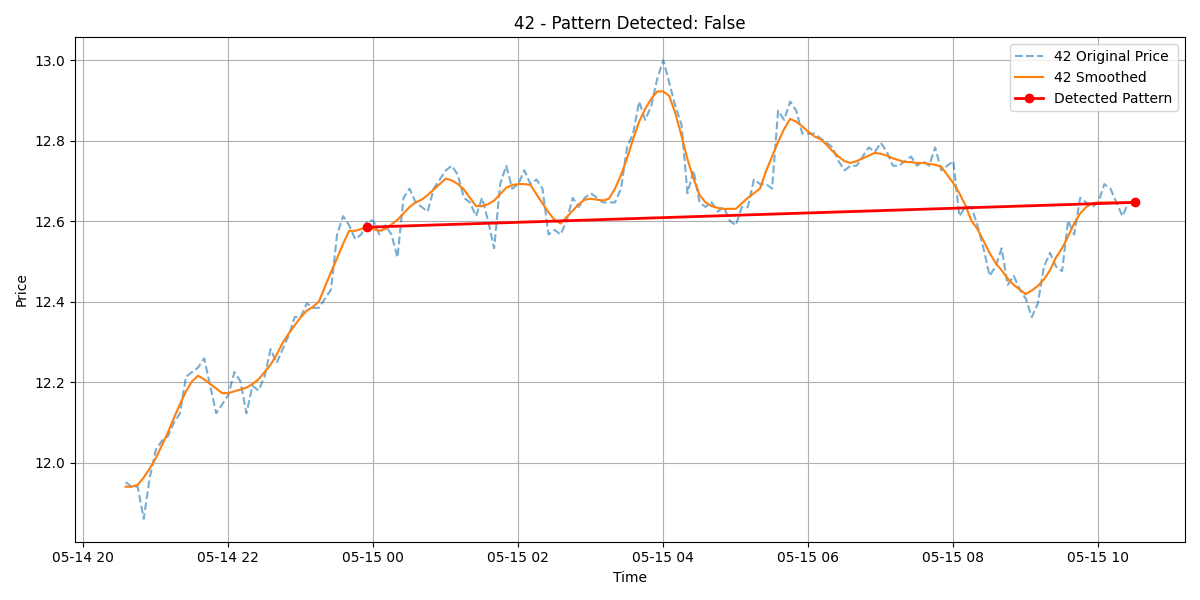 42 - Pattern Detected: False
42 Original Price
42 Smoothed
Detected Pattern
Price
13.0
12.8
12.6
12.4
12.2
12.0
05-14 20
05-14 22
05-15 00
05-15 02
05-15 04
05-15 06
05-15 08
05-15 10
Time